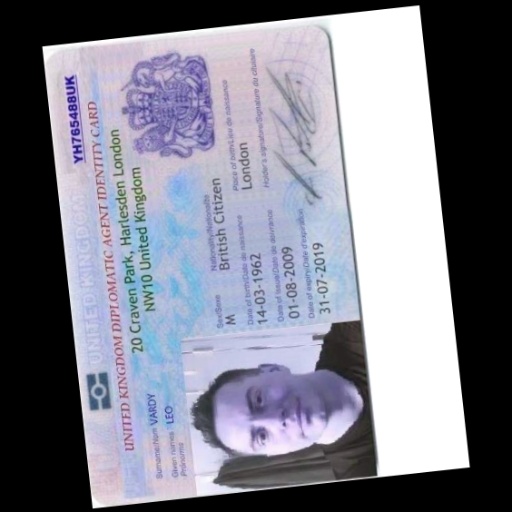 YH765488UK
UNITED KINGDOM
UNITED KINGDOM DIPLOMATIC AGENT IDENTITY CARD
20 Craven Park, Harlesden London
NW10 United Kingdom
Surname/Nom VARDY
Given names LEO
Prénoms
Sex/Sexe Nationality/Nationalité
M British Citizen
Date of birth/Date de naissance Place of birth/Lieu de naissance
14-03-1962 London
Date of issue/Date de délivrance Holder's signature/Signature du titulaire
01-08-2009
Date of expiry/Date d'expiration
31-07-2019